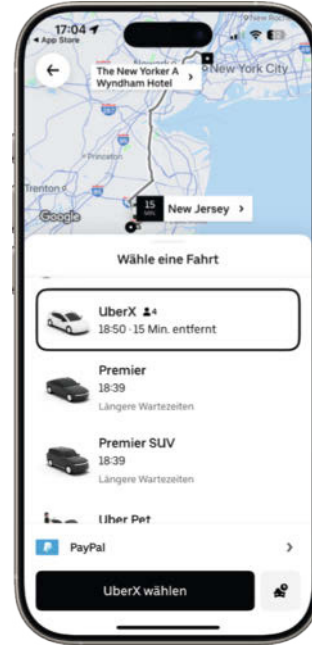 17:04
App Store
The New Yorker A
Wyndham Hotel
New York City
Princeton
Trenton
Google
15
MIN.
New Jersey
Wähle eine Fahrt
UberX 4
18:50 · 15 Min. entfernt
Premier
18:39
Längere Wartezeiten
Premier SUV
18:39
Längere Wartezeiten
Uber Pet
PayPal
UberX wählen